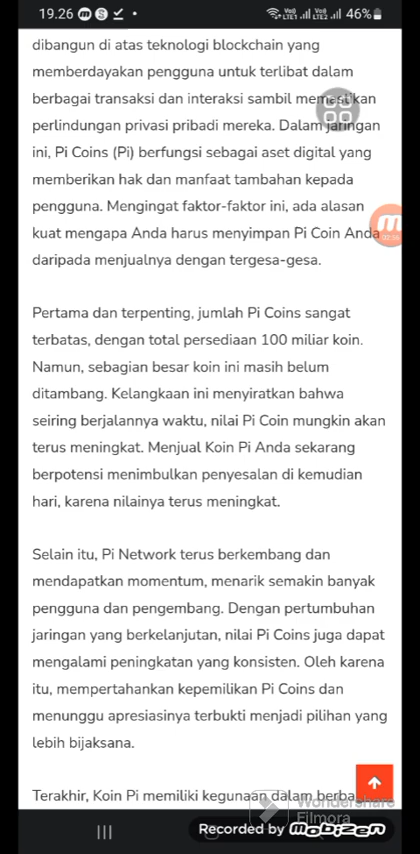 19.26 46%
dibangun di atas teknologi blockchain yang
memberdayakan pengguna untuk terlibat dalam
berbagai transaksi dan interaksi sambil memastikan
perlindungan privasi pribadi mereka. Dalam jaringan
ini, Pi Coins (Pi) berfungsi sebagai aset digital yang
memberikan hak dan manfaat tambahan kepada
pengguna. Mengingat faktor-faktor ini, ada alasan
kuat mengapa Anda harus menyimpan Pi Coin Anda
daripada menjualnya dengan tergesa-gesa.
Pertama dan terpenting, jumlah Pi Coins sangat
terbatas, dengan total persediaan 100 miliar koin.
Namun, sebagian besar koin ini masih belum
ditambang. Kelangkaan ini menyiratkan bahwa
seiring berjalannya waktu, nilai Pi Coin mungkin akan
terus meningkat. Menjual Koin Pi Anda sekarang
berpotensi menimbulkan penyesalan di kemudian
hari, karena nilainya terus meningkat.
Selain itu, Pi Network terus berkembang dan
mendapatkan momentum, menarik semakin banyak
pengguna dan pengembang. Dengan pertumbuhan
jaringan yang berkelanjutan, nilai Pi Coins juga dapat
mengalami peningkatan yang konsisten. Oleh karena
itu, mempertahankan kepemilikan Pi Coins dan
menunggu apresiasinya terbukti menjadi pilihan yang
lebih bijaksana.
Terakhir, Koin Pi memiliki kegunaan dalam berba
Wondershare
Filmora
Recorded by mobizen